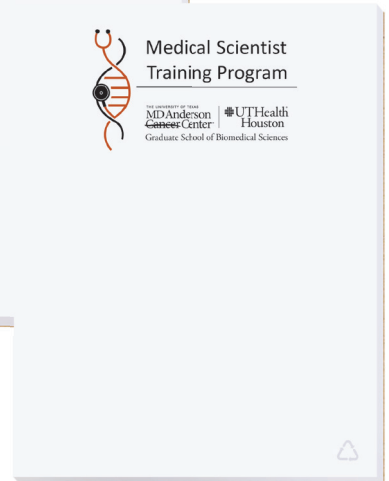 Medical Scientist
Training Program
THE UNIVERSITY OF TEXAS
MD Anderson
Cancer Center
UTHealth
Houston
Graduate School of Biomedical Sciences